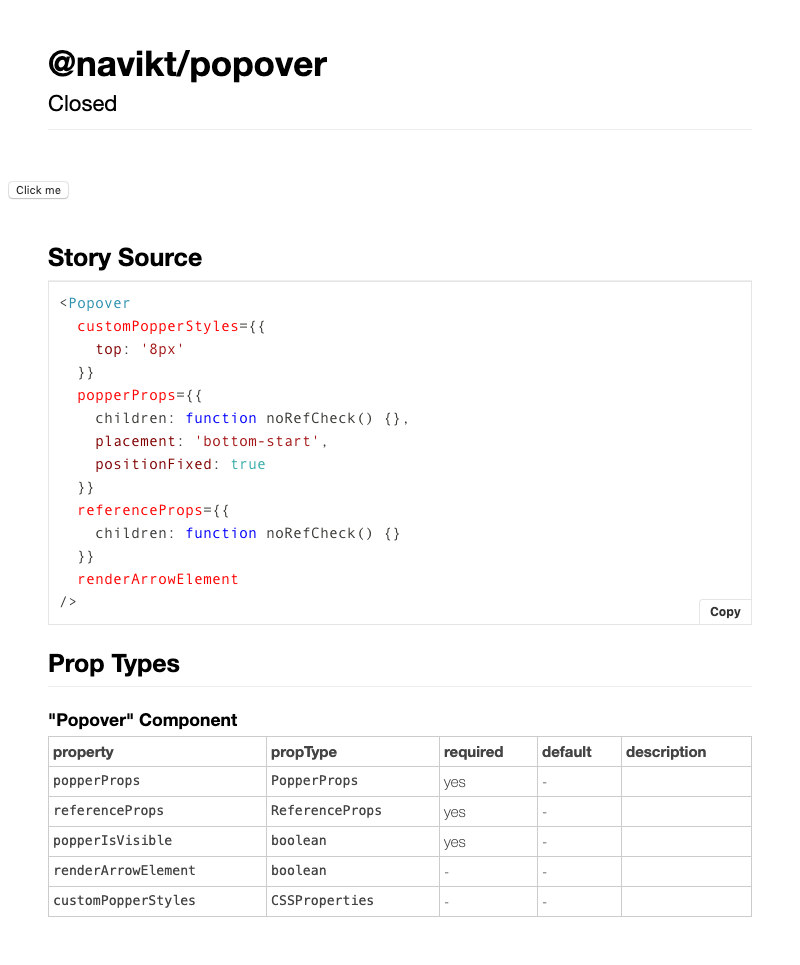 @navikt/popover
Closed
Click me
Story Source
<Popover
customPopperStyles={{
top: '8px'
}}
popperProps={{
children: function noRefCheck() {},
placement: 'bottom-start',
positionFixed: true
}}
referenceProps={{
children: function noRefCheck() {}
}}
renderArrowElement
/>
Copy
Prop Types
"Popover" Component
property propType required default description
popperProps PopperProps yes -
referenceProps ReferenceProps yes -
popperIsVisible boolean yes -
renderArrowElement boolean - -
customPopperStyles CSSProperties - -